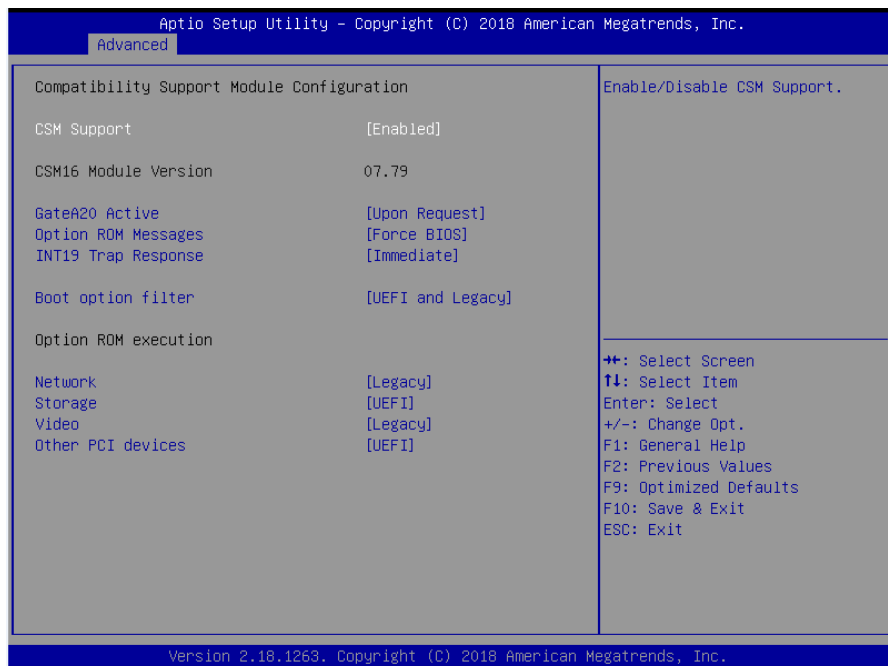 Aptio Setup Utility – Copyright (C) 2018 American Megatrends, Inc.
Advanced
Compatibility Support Module Configuration
CSM Support [Enabled]
CSM16 Module Version 07.79
GateA20 Active [Upon Request]
Option ROM Messages [Force BIOS]
INT19 Trap Response [Immediate]
Boot option filter [UEFI and Legacy]
Option ROM execution
Network [Legacy]
Storage [UEFI]
Video [Legacy]
Other PCI devices [UEFI]
Enable/Disable CSM Support.
→←: Select Screen
↑↓: Select Item
Enter: Select
+/-: Change Opt.
F1: General Help
F2: Previous Values
F9: Optimized Defaults
F10: Save & Exit
ESC: Exit
Version 2.18.1263. Copyright (C) 2018 American Megatrends, Inc.